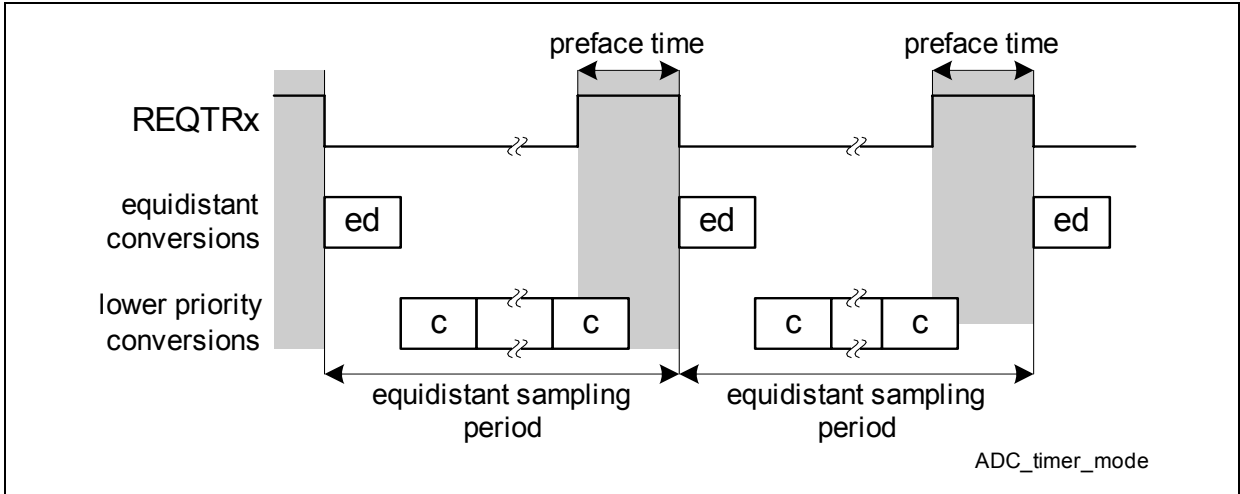 preface time
preface time
REQTRx
equidistant
conversions
ed
ed
ed
lower priority
conversions
c
c
c
c
equidistant sampling
period
equidistant sampling
period
ADC_timer_mode